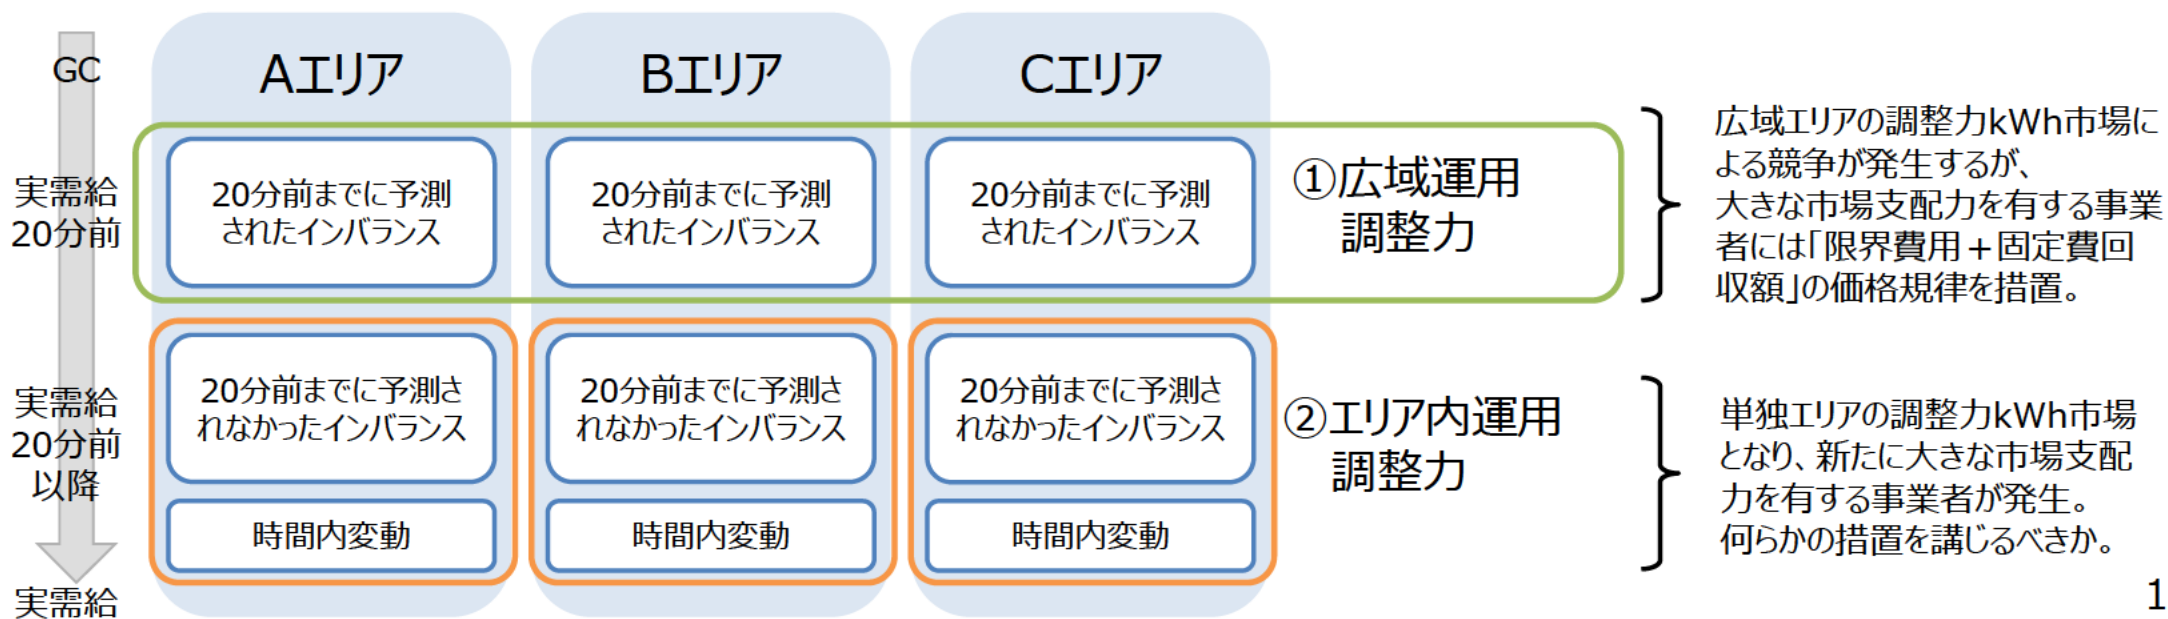 GC
Aエリア
Bエリア
Cエリア
実需給
20分前
20分前までに予測
されたインバランス
20分前までに予測
されたインバランス
20分前までに予測
されたインバランス
①広域運用
調整力
広域エリアの調整力kWh市場に
よる競争が発生するが、
大きな市場支配力を有する事業
者には「限界費用+固定費回
収額」の価格規律を措置。
実需給
20分前
以降
20分前までに予測さ
れなかったインバランス
時間内変動
20分前までに予測さ
れなかったインバランス
時間内変動
20分前までに予測さ
れなかったインバランス
時間内変動
②エリア内運用
調整力
単独エリアの調整力kWh市場
となり、新たに大きな市場支配
力を有する事業者が発生。
何らかの措置を講じるべきか。
実需給
1